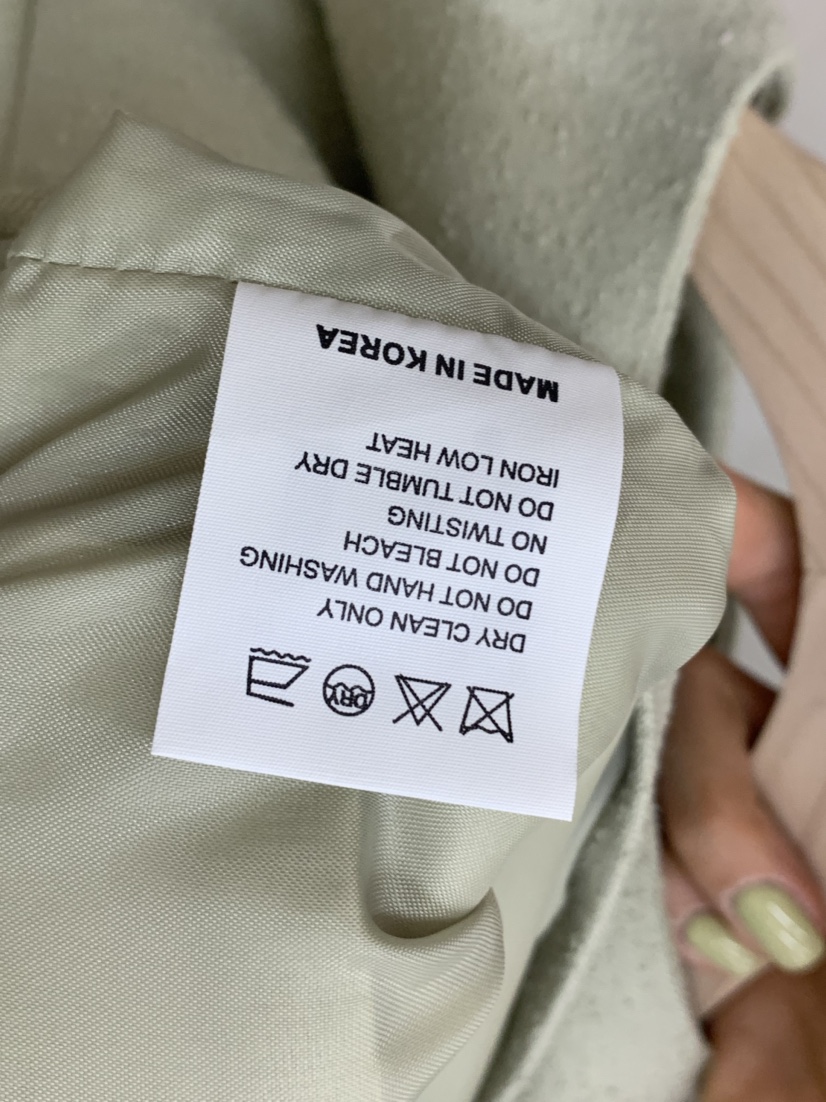 DRY
DRY CLEAN ONLY
DO NOT HAND WASHING
DO NOT BLEACH
NO TWISTING
DO NOT TUMBLE DRY
IRON LOW HEAT
MADE IN KOREA